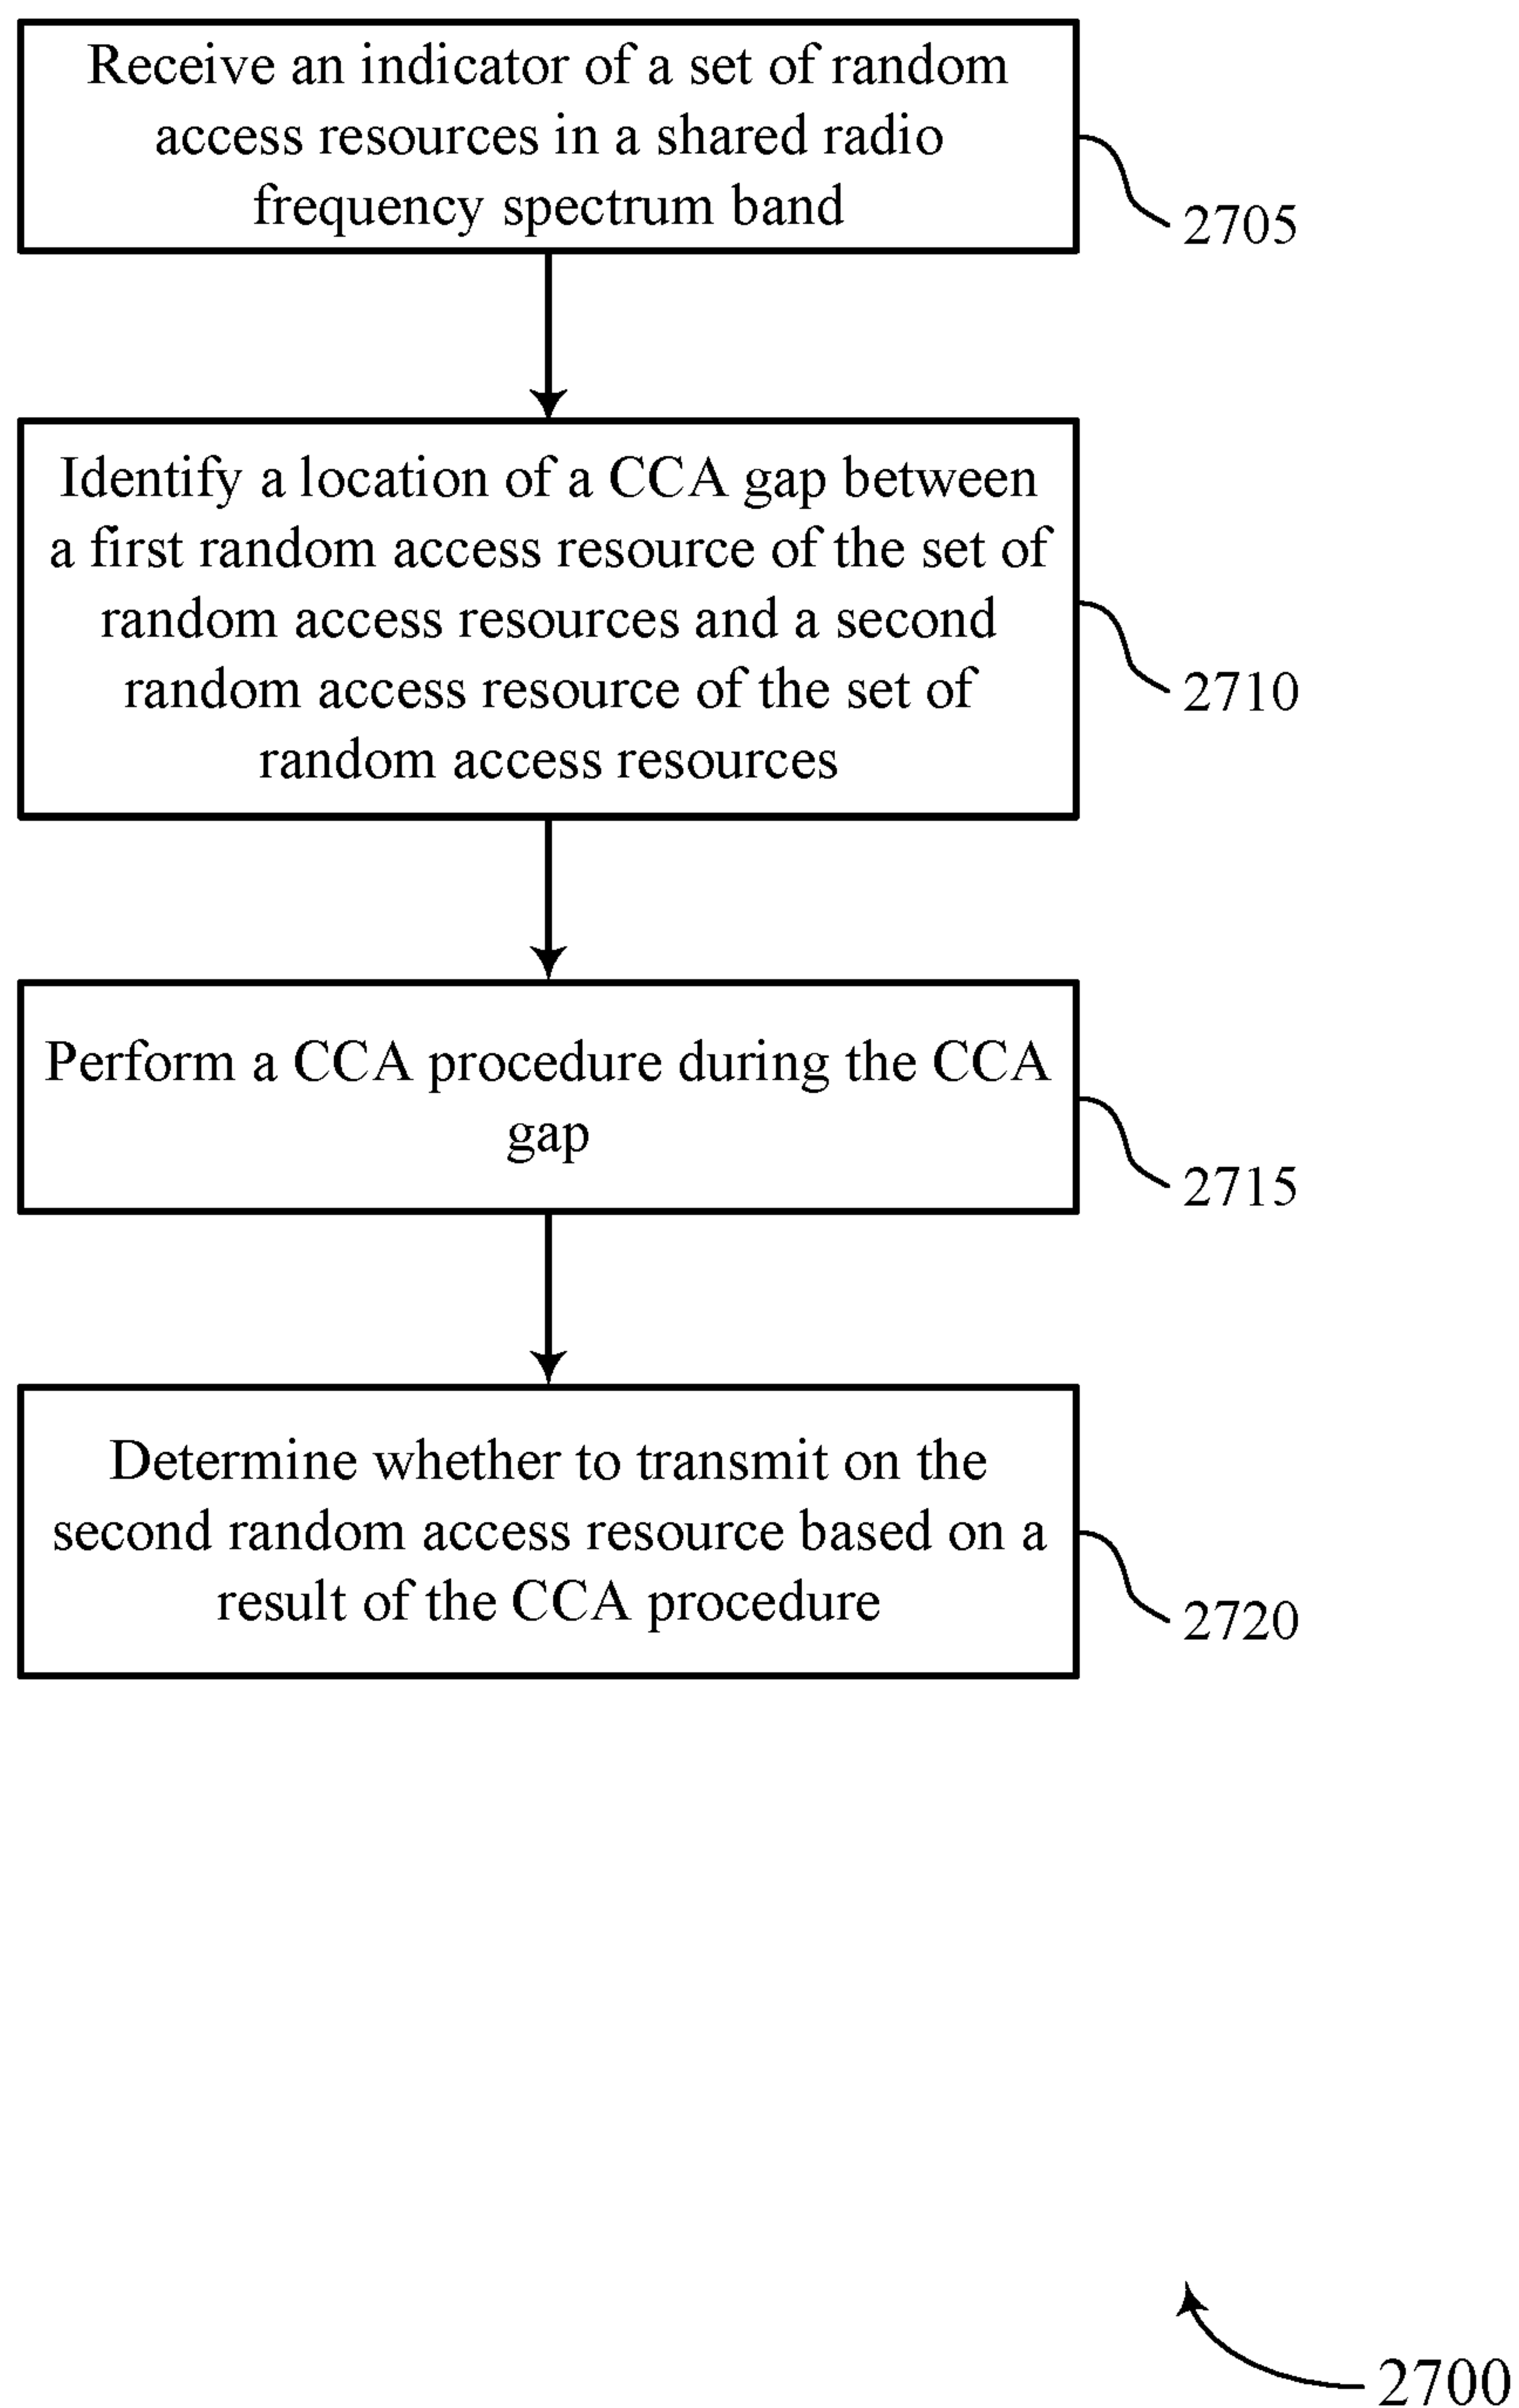 Receive an indicator of a set of random
access resources in a shared radio
frequency spectrum band
2705
Identify a location of a CCA gap between
a first random access resource of the set of
random access resources and a second
random access resource of the set of
random access resources
2710
Perform a CCA procedure during the CCA
gap
2715
Determine whether to transmit on the
second random access resource based on a
result of the CCA procedure
2720
2700